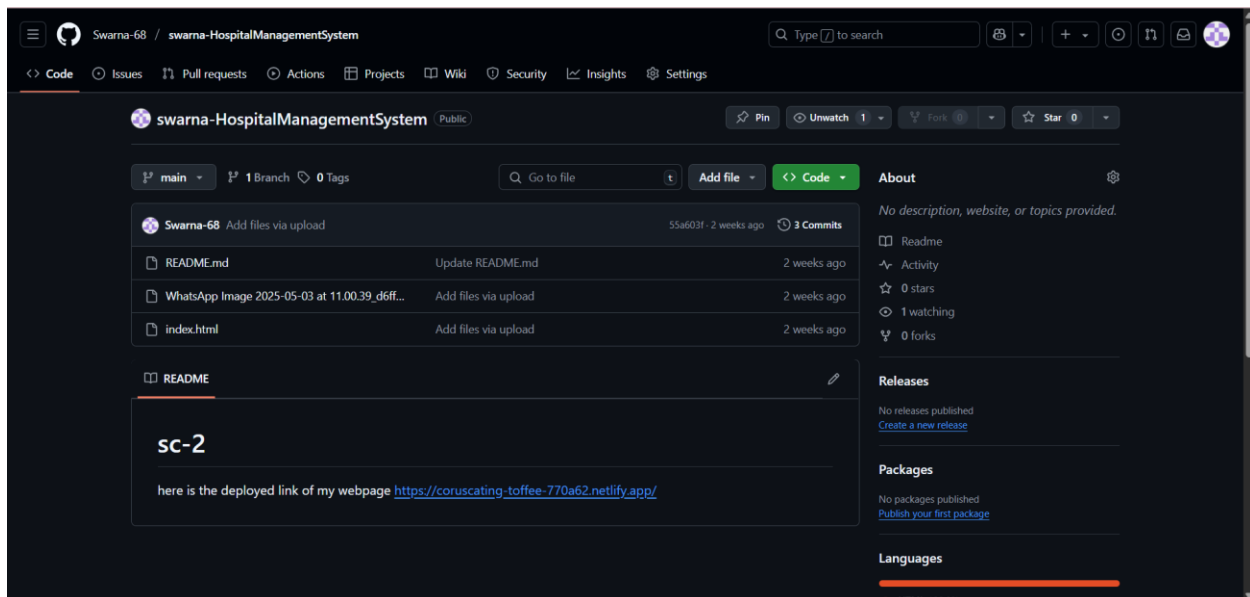 Swarna-68 / swarna-HospitalManagementSystem
Type / to search
Code Issues Pull requests Actions Projects Wiki Security Insights Settings
swarna-HospitalManagementSystem Public
Pin Unwatch 1 Fork 0 Star 0
main 1 Branch 0 Tags
Go to file t
Add file Code
Swarna-68 Add files via upload 55a603f · 2 weeks ago 3 Commits
README.md Update README.md 2 weeks ago
WhatsApp Image 2025-05-03 at 11.00.39_d6ff... Add files via upload 2 weeks ago
index.html Add files via upload 2 weeks ago
README
sc-2
here is the deployed link of my webpage https://coruscating-toffee-770a62.netlify.app/
About
No description, website, or topics provided.
Readme
Activity
0 stars
1 watching
0 forks
Releases
No releases published
Create a new release
Packages
No packages published
Publish your first package
Languages